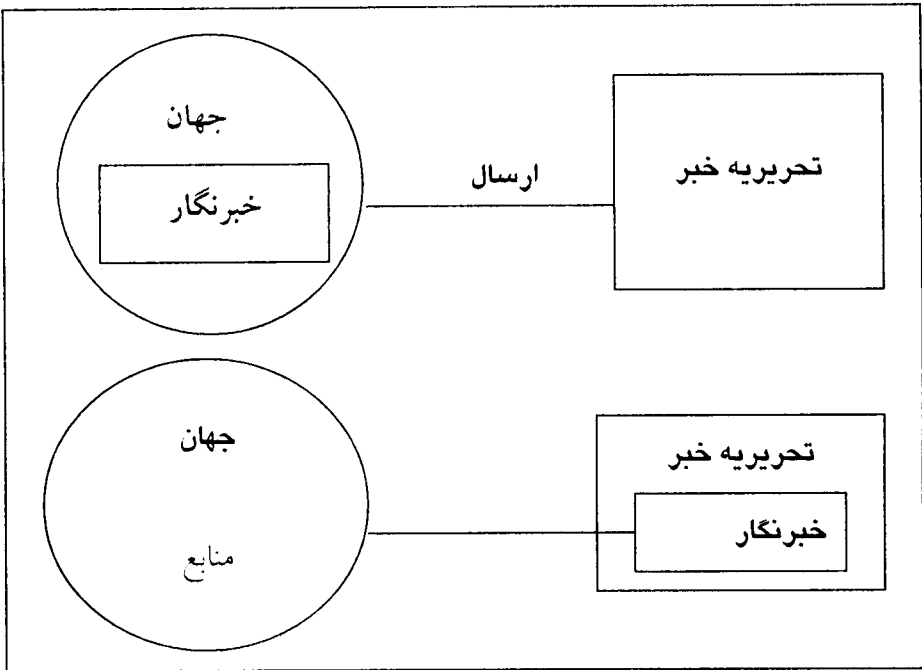 جهان
خبرنگار
ارسال
تحریریه خبر
جهان
منابع
تحریریه خبر
خبرنگار